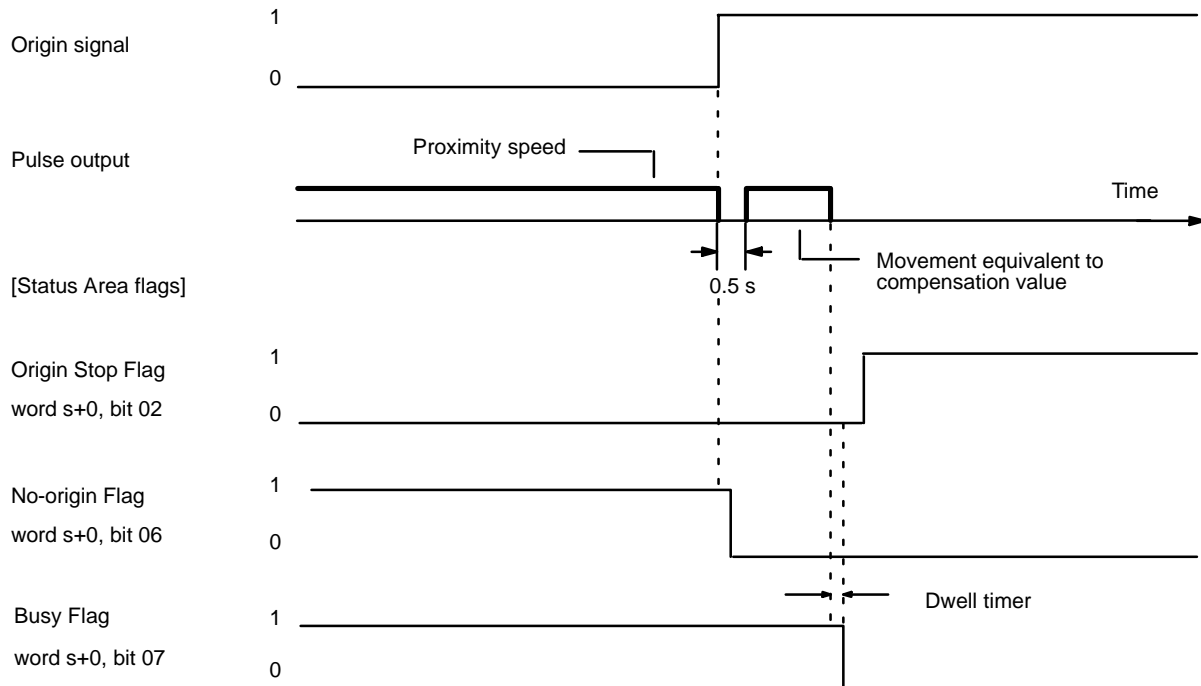 1
Origin signal
0
Proximity speed
Pulse output
Time
Movement equivalent to
compensation value
0.5 s
[Status Area flags]
1
Origin Stop Flag
word s+0, bit 02
0
1
No-origin Flag
word s+0, bit 06
0
Dwell timer
1
Busy Flag
word s+0, bit 07
0